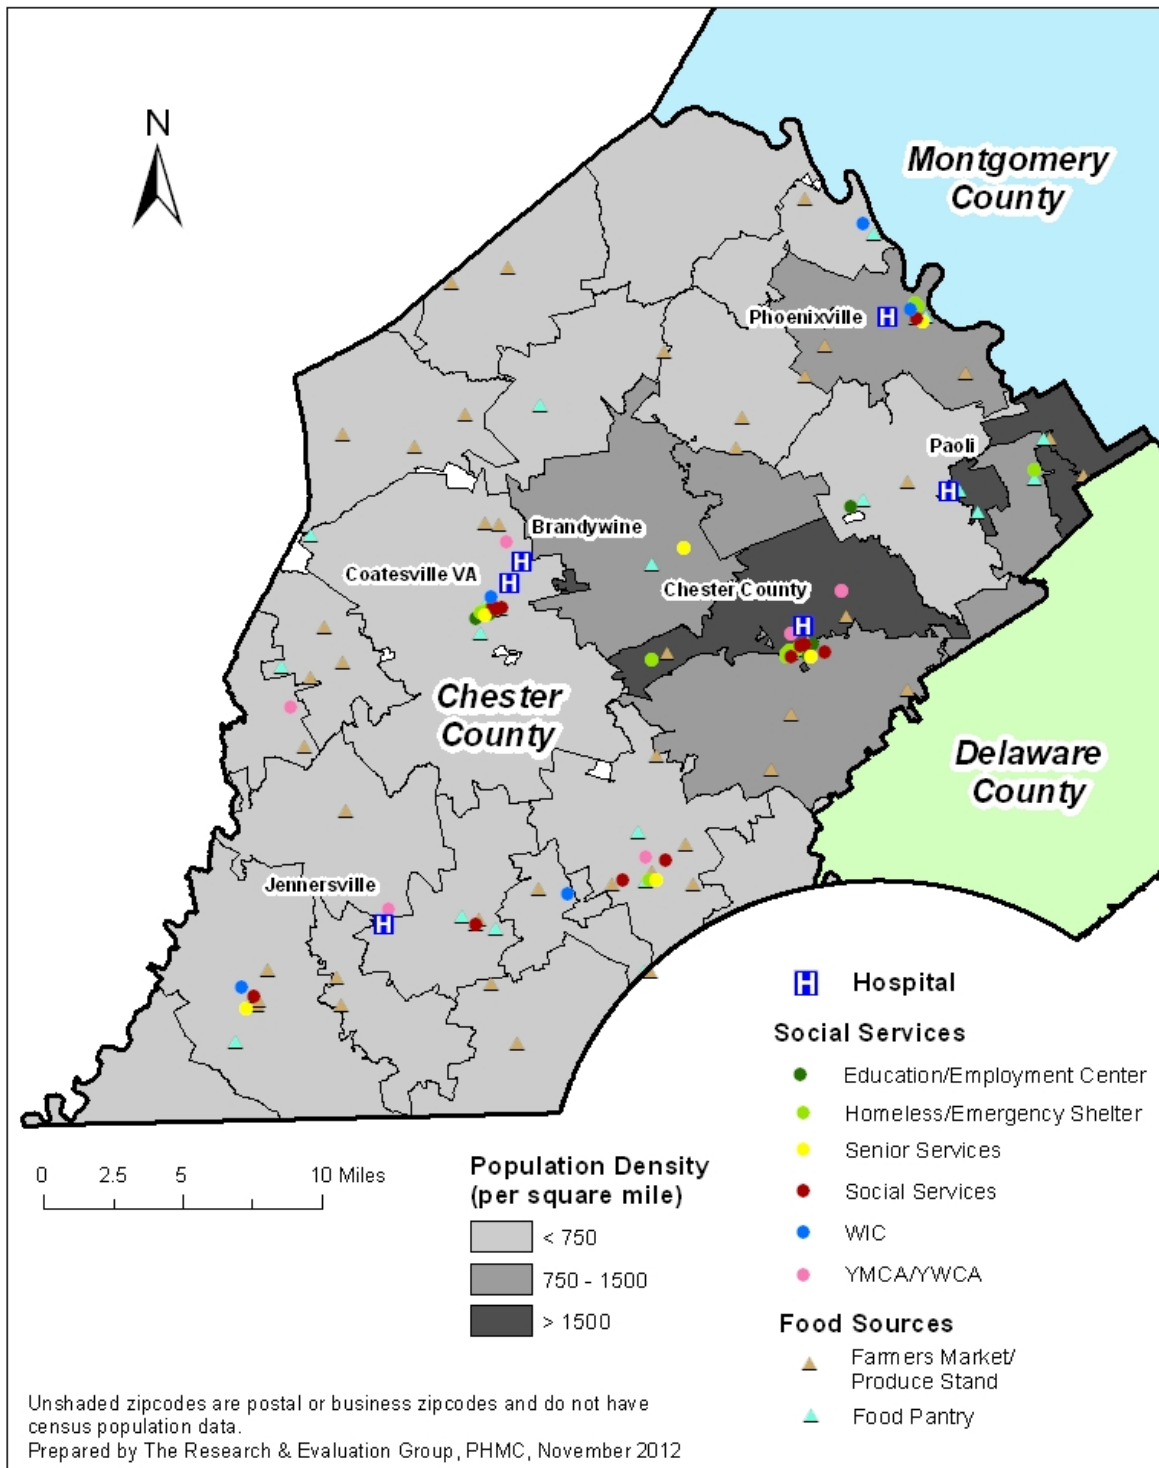 N
Montgomery
County
Phoenixville
H
Paoli
H
Brandywine
H
Coatesville VA
H
Chester County
H
Chester
County
Delaware
County
Jennersville
H
H Hospital
Social Services
Education/Employment Center
Homeless/Emergency Shelter
Senior Services
Social Services
WIC
YMCA/YWCA
Food Sources
Farmers Market/
Produce Stand
Food Pantry
0 2.5 5 10 Miles
Population Density
(per square mile)
< 750
750 - 1500
> 1500
Unshaded zipcodes are postal or business zipcodes and do not have
census population data.
Prepared by The Research & Evaluation Group, PHMC, November 2012